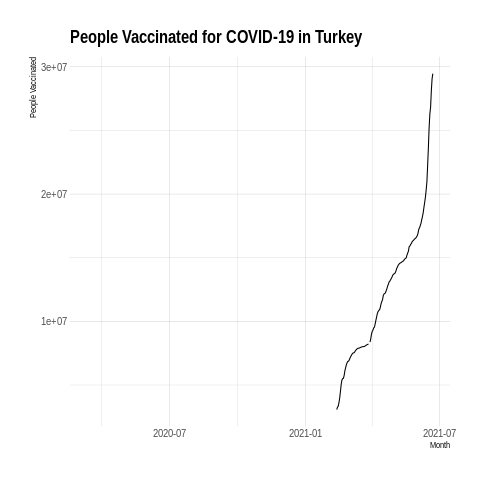 People Vaccinated for COVID-19 in Turkey
People Vaccinated
3e+07
2e+07
1e+07
2020-07
2021-01
2021-07
Month